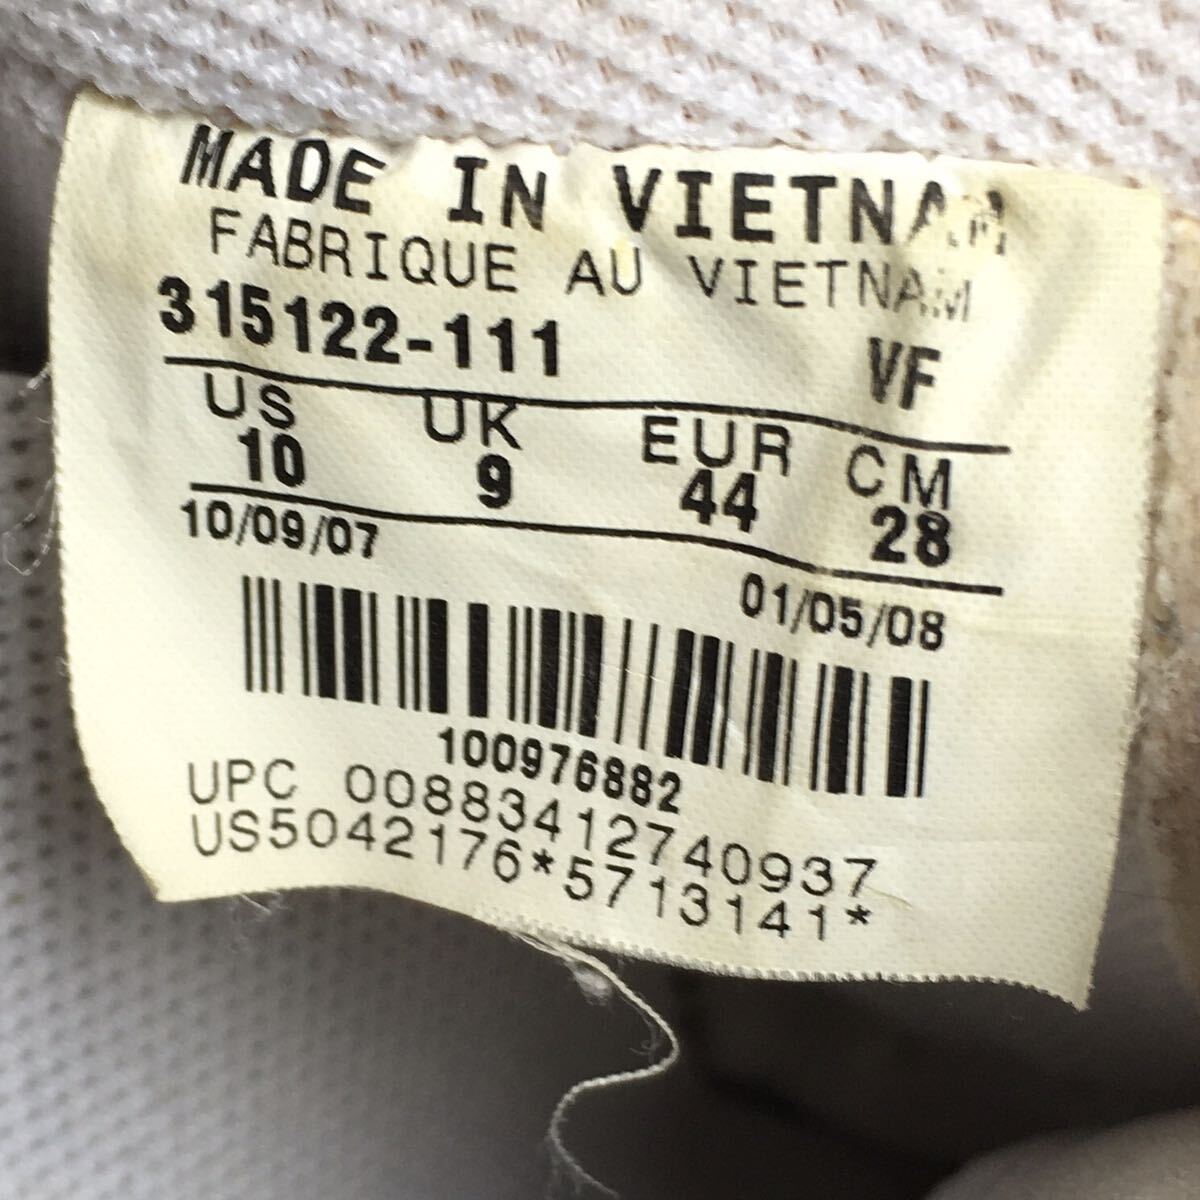 MADE IN VIETNAM
FABRIQUE AU VIETNAM
315122-111 VF
US UK EUR CM
10 9 44 28
10/09/07 01/05/08
100976882
UPC 00883412740937
US5042176*5713141*